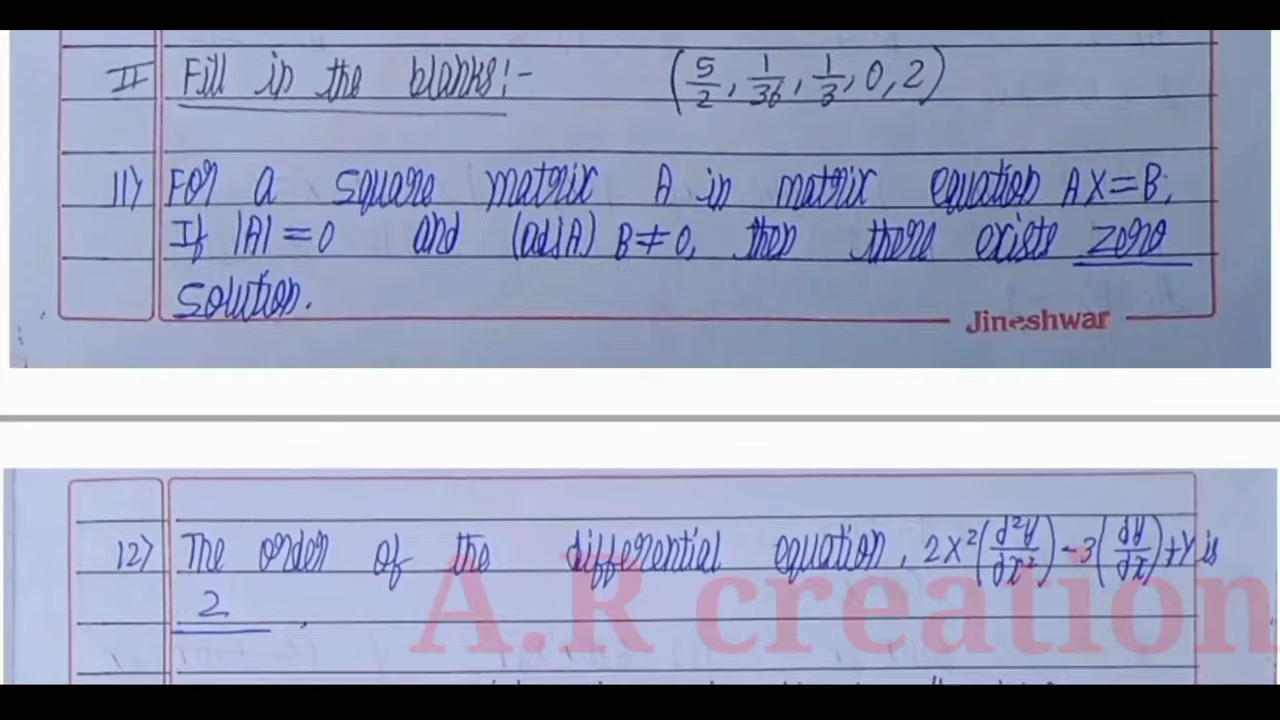 II Fill in the blanks:- (5/2, 1/36, 1/3, 0, 2)
11) For a square matrix A in matrix equation AX=B,
If |A|=0 and (adjA) B≠0, then there exists zero
solution.
Jineshwar
12) The order of the differential equation, 2X²(d²y/dx²)-3(dy/dx)+Y is
2.
A.R creation